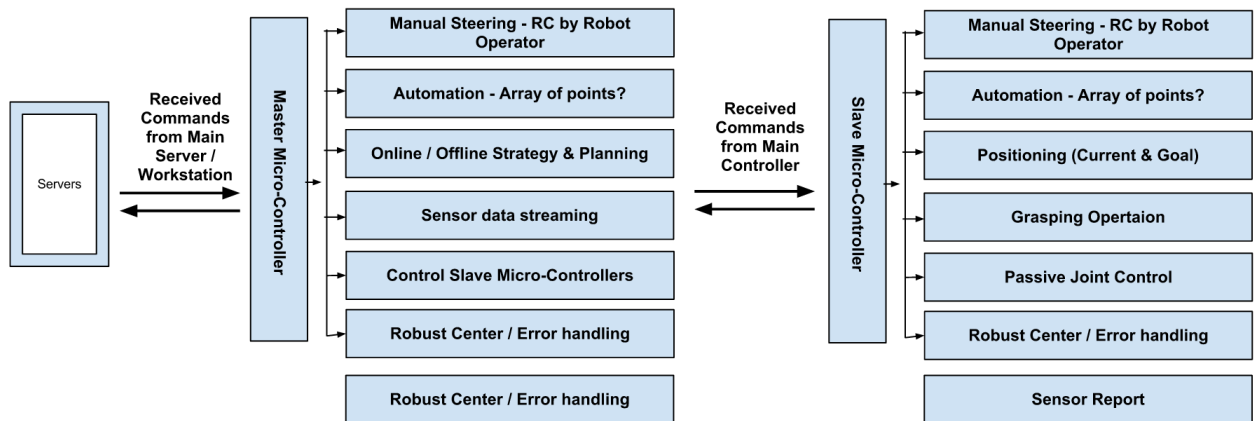 Servers
Received
Commands
from Main
Server /
Workstation
Master Micro-Controller
Manual Steering - RC by Robot
Operator
Automation - Array of points?
Online / Offline Strategy & Planning
Sensor data streaming
Control Slave Micro-Controllers
Robust Center / Error handling
Robust Center / Error handling
Received
Commands
from Main
Controller
Slave Micro-Controller
Manual Steering - RC by Robot
Operator
Automation - Array of points?
Positioning (Current & Goal)
Grasping Opertaion
Passive Joint Control
Robust Center / Error handling
Sensor Report